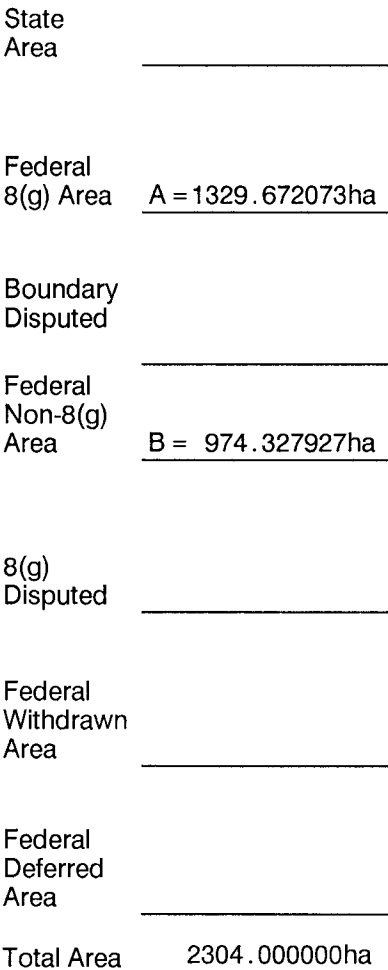 State
Area
Federal
8(g) Area A = 1329.672073ha
Boundary
Disputed
Federal
Non-8(g)
Area B = 974.327927ha
8(g)
Disputed
Federal
Withdrawn
Area
Federal
Deferred
Area
Total Area 2304.000000ha